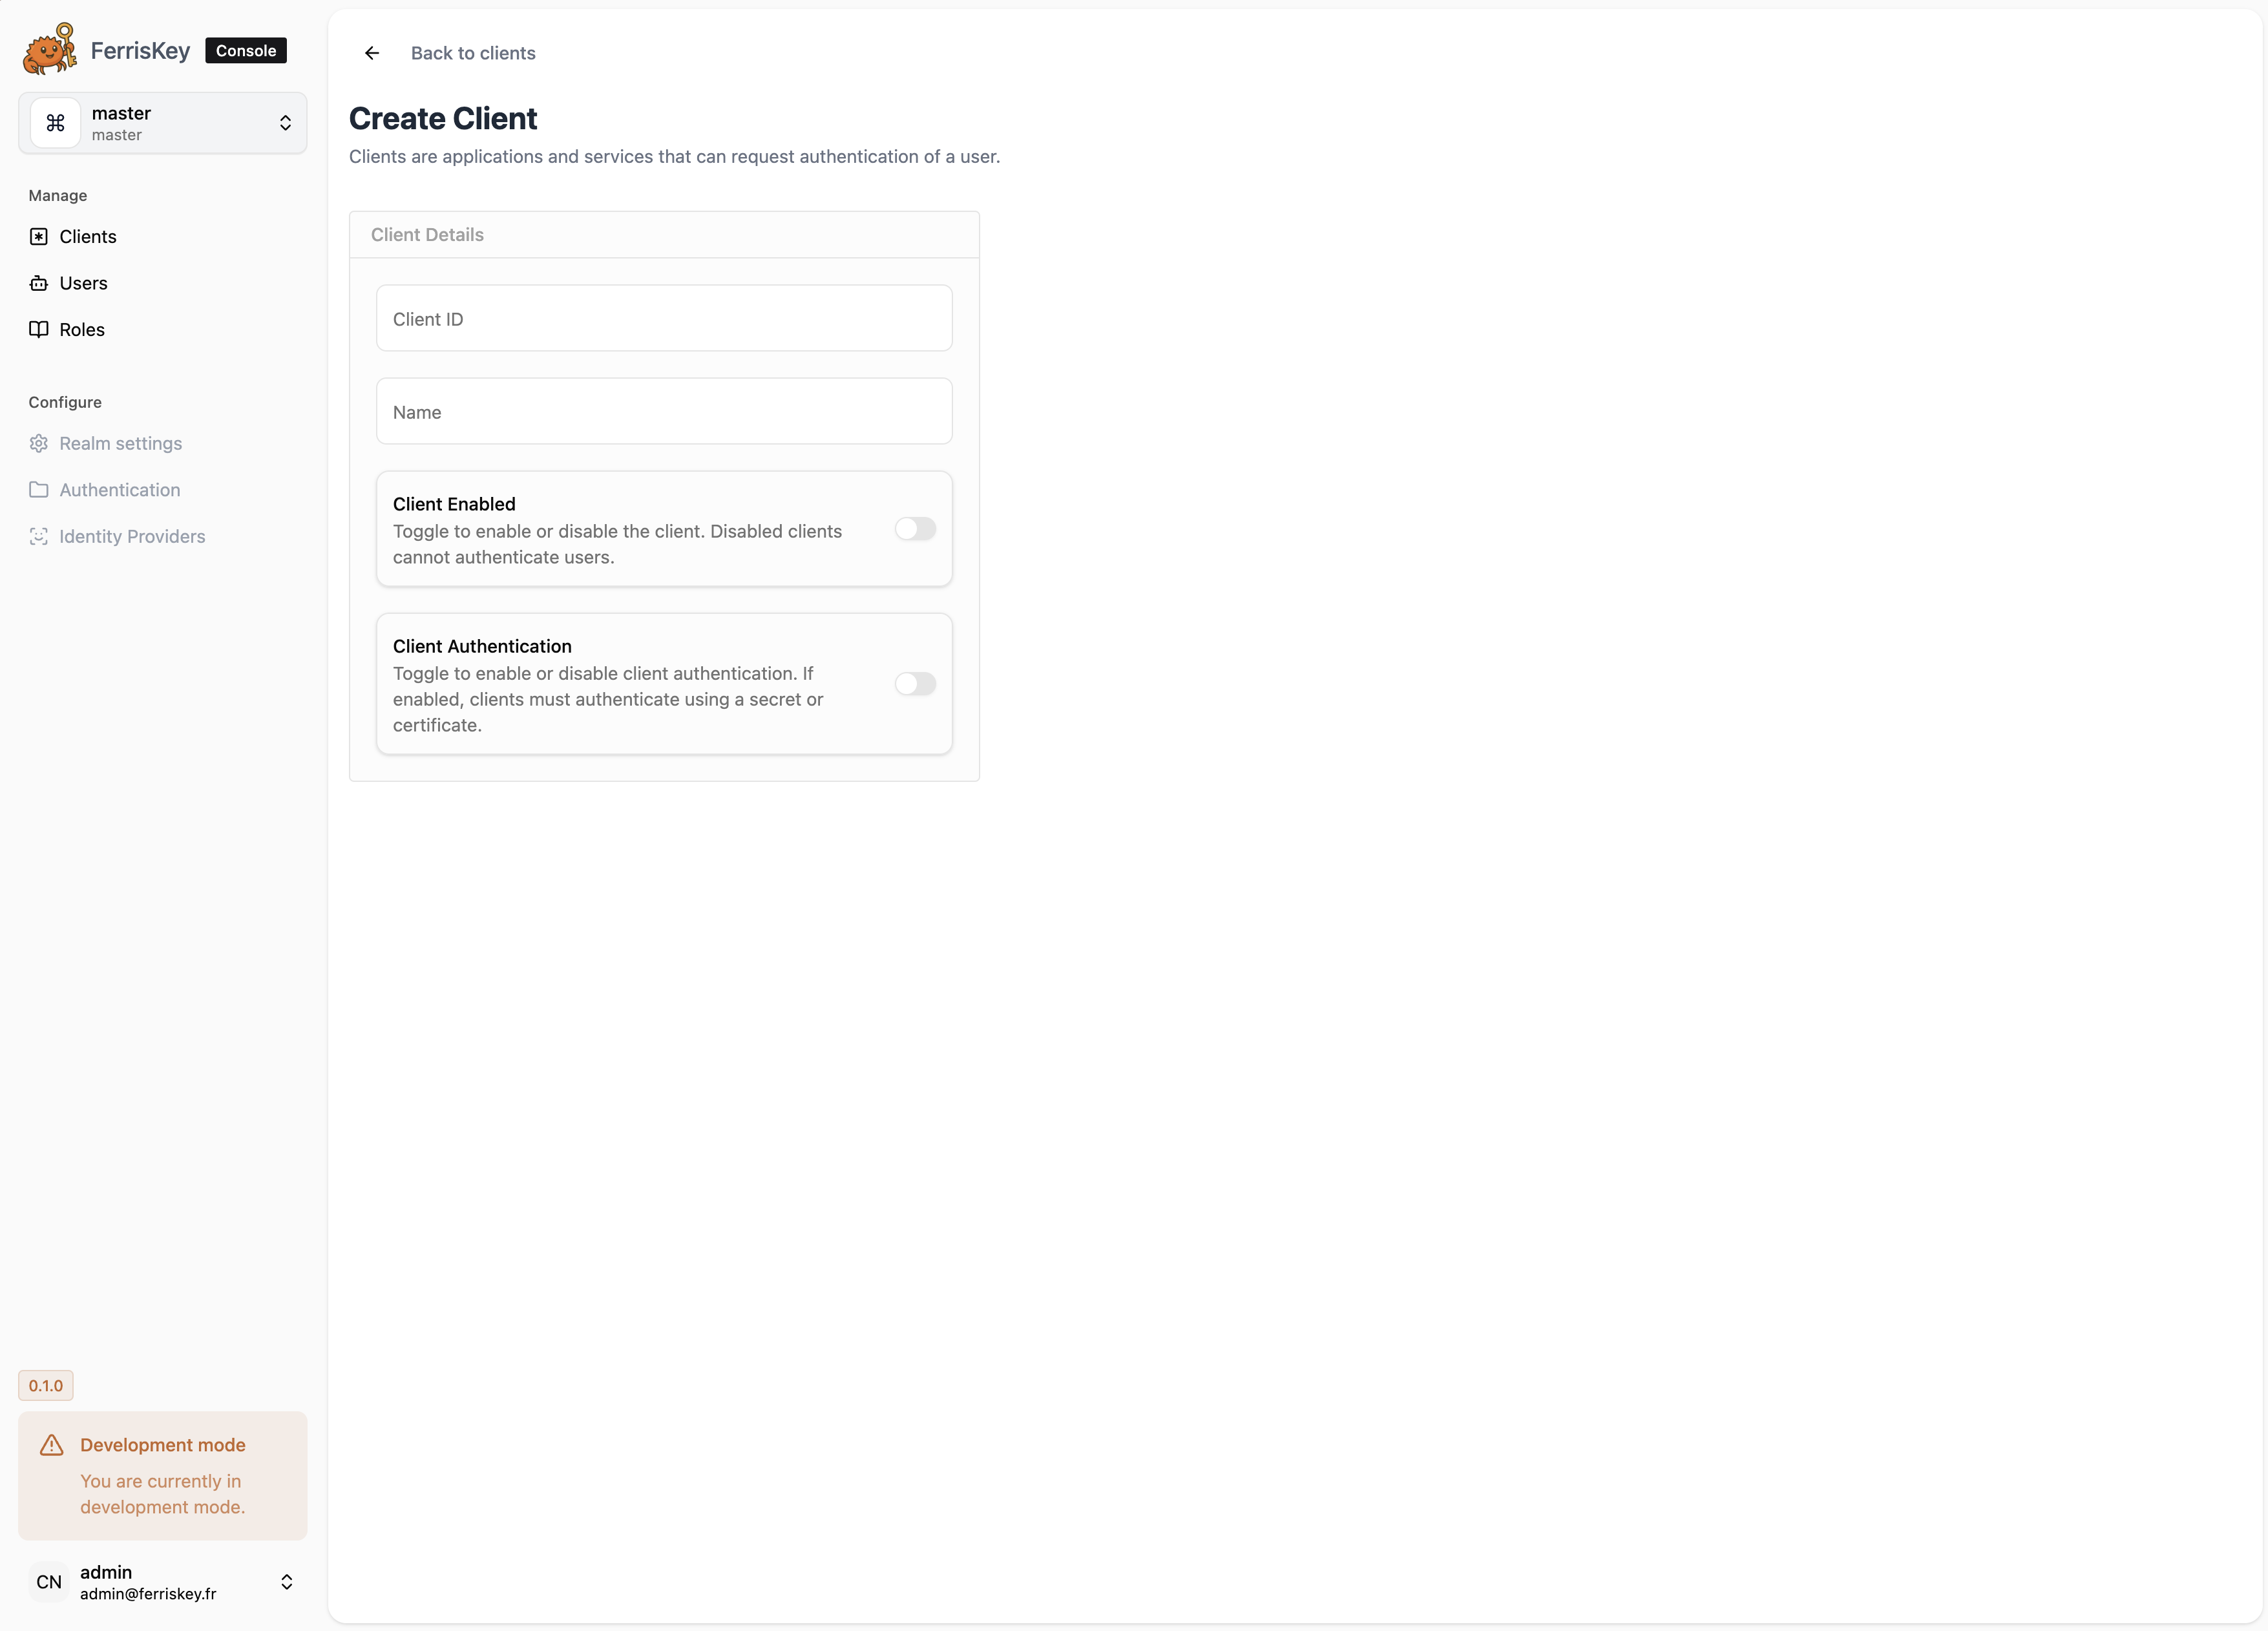 FerrisKey
Console
master
master
Manage
Clients
Users
Roles
Configure
Realm settings
Authentication
Identity Providers
0.1.0
Development mode
You are currently in
development mode.
CN
admin
admin@ferriskey.fr
Back to clients
Create Client
Clients are applications and services that can request authentication of a user.
Client Details
Client ID
Name
Client Enabled
Toggle to enable or disable the client. Disabled clients
cannot authenticate users.
Client Authentication
Toggle to enable or disable client authentication. If
enabled, clients must authenticate using a secret or
certificate.